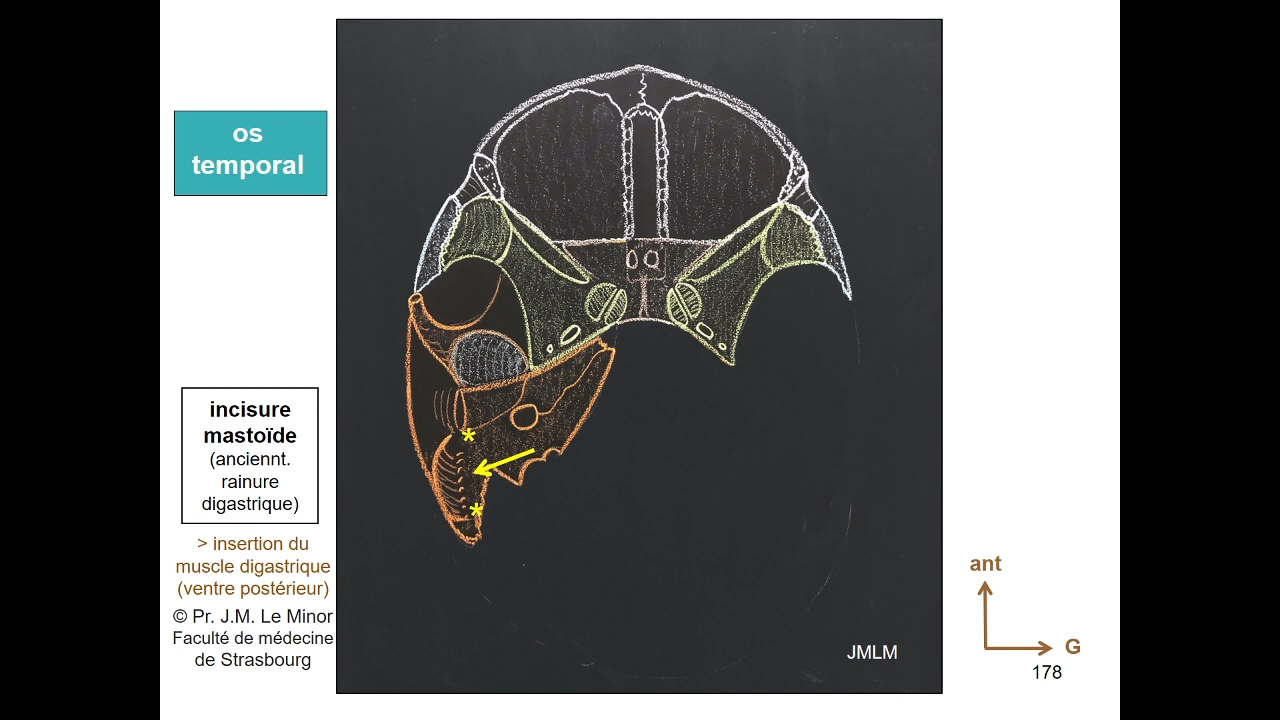 os
temporal
incisure
mastoïde
(anciennt.
rainure
digastrique)
> insertion du
muscle digastrique
(ventre postérieur)
© Pr. J.M. Le Minor
Faculté de médecine
de Strasbourg
*
*
JMLM
ant
G
178